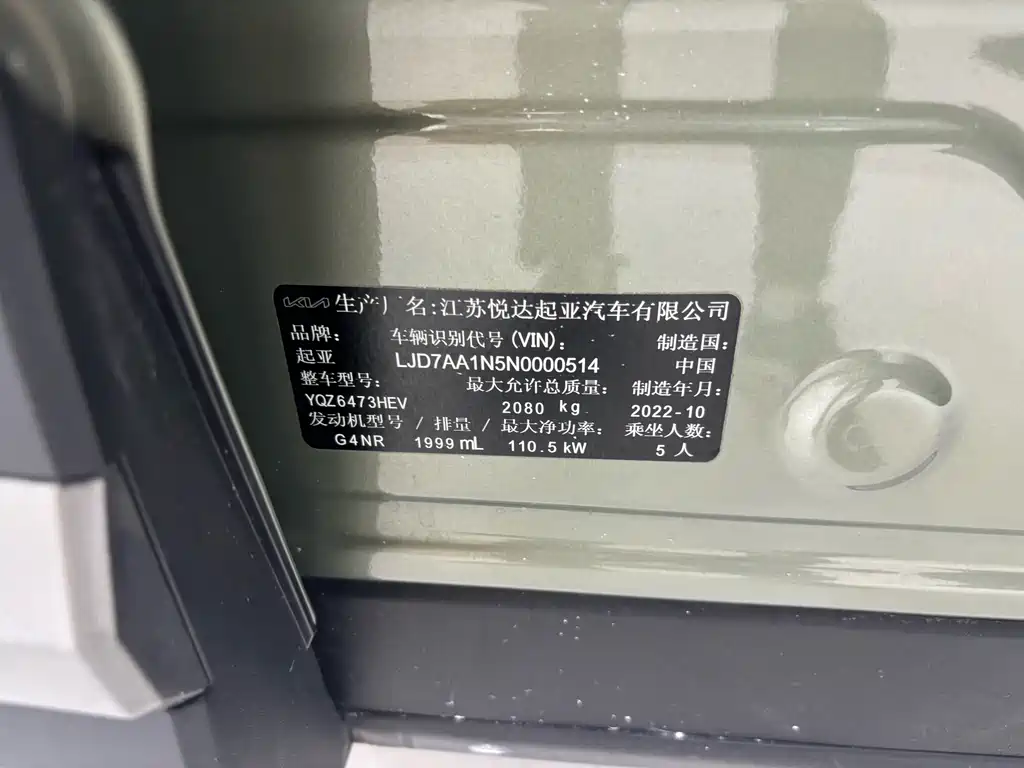 KIA 生产厂名:江苏悦达起亚汽车有限公司
品牌: 车辆识别代号(VIN): 制造国:
起亚 LJD7AA1N5N0000514 中国
整车型号: 最大允许总质量: 制造年月:
YQZ6473HEV 2080 kg 2022-10
发动机型号 / 排量 / 最大净功率: 乘坐人数:
G4NR 1999 mL 110.5 kW 5 人